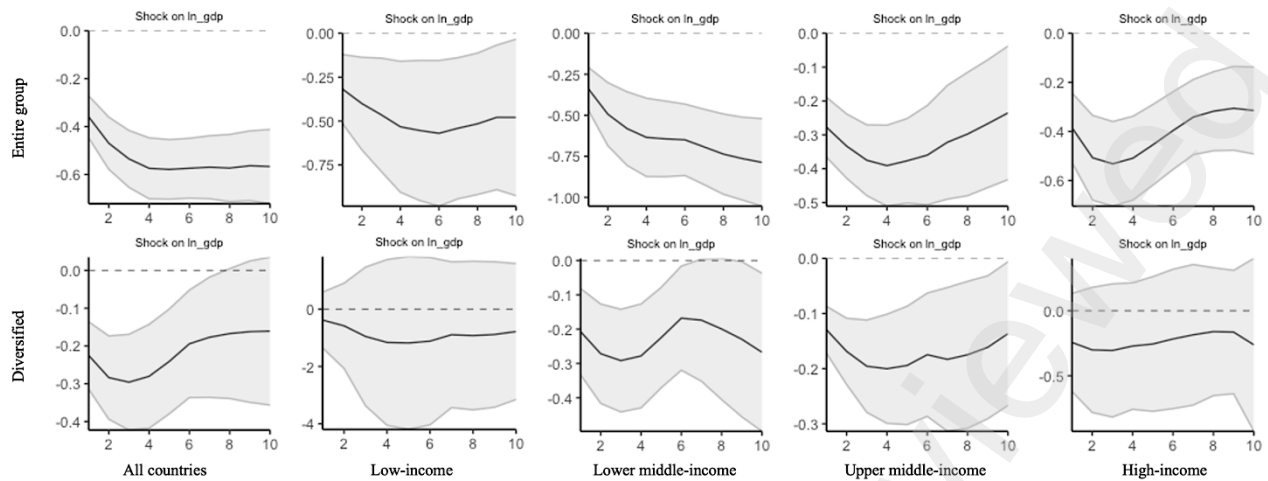 Shock on ln_gdp Shock on ln_gdp Shock on ln_gdp Shock on ln_gdp Shock on ln_gdp
Entire group
0.0
-0.2
-0.4
-0.6
2 4 6 8 10
0.00
-0.25
-0.50
-0.75
2 4 6 8 10
0.00
-0.25
-0.50
-0.75
-1.00
2 4 6 8 10
0.0
-0.1
-0.2
-0.3
-0.4
-0.5
2 4 6 8 10
0.0
-0.2
-0.4
-0.6
2 4 6 8 10
Shock on ln_gdp Shock on ln_gdp Shock on ln_gdp Shock on ln_gdp Shock on ln_gdp
Diversified
0.0
-0.1
-0.2
-0.3
-0.4
2 4 6 8 10
0
-2
-4
2 4 6 8 10
0.0
-0.1
-0.2
-0.3
-0.4
2 4 6 8 10
0.0
-0.1
-0.2
-0.3
2 4 6 8 10
0.0
-0.5
2 4 6 8 10
All countries Low-income Lower middle-income Upper middle-income High-income
iewed